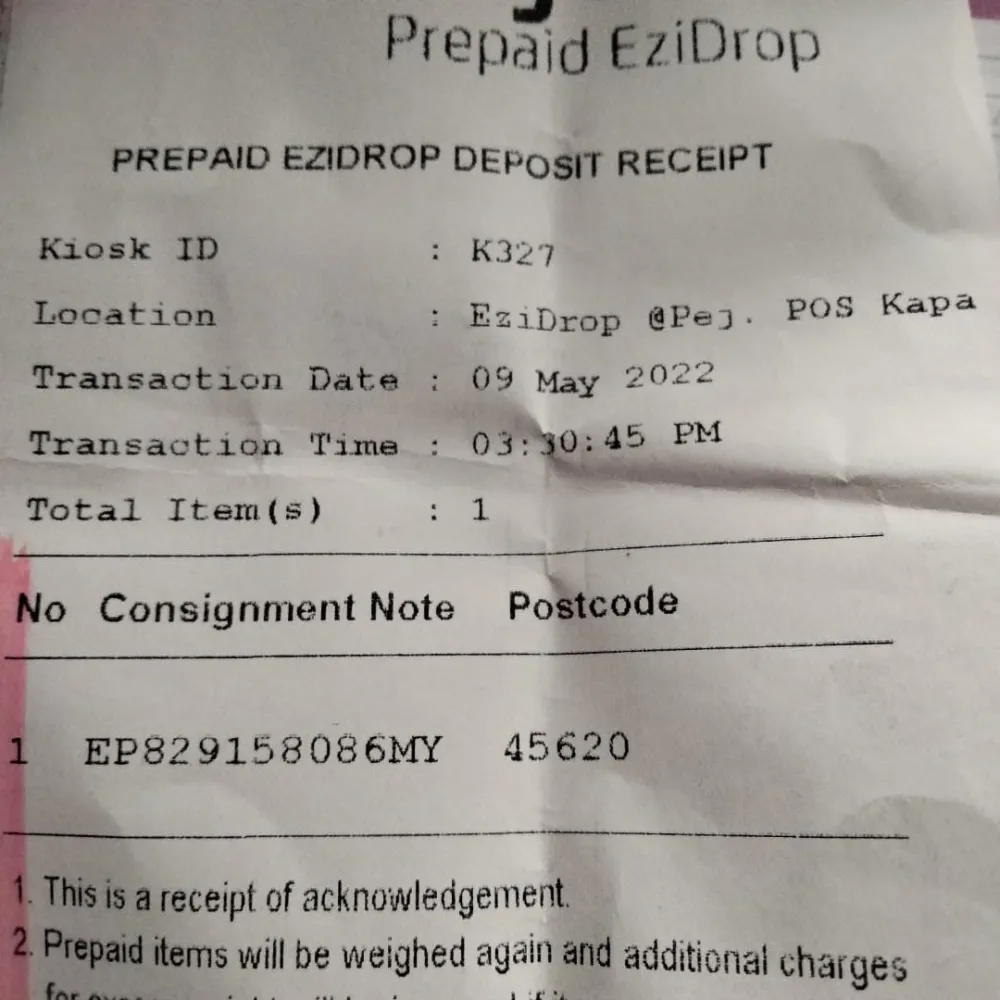 Prepaid EziDrop
PREPAID EZIDROP DEPOSIT RECEIPT
Kiosk ID : K327
Location : EziDrop @Pej. POS Kapa
Transaction Date : 09 May 2022
Transaction Time : 03:30:45 PM
Total Item(s) : 1
No Consignment Note Postcode
1 EP829158086MY 45620
1. This is a receipt of acknowledgement.
2. Prepaid items will be weighed again and additional charges
for